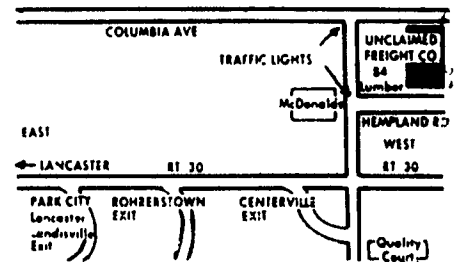 COLUMBIA AVE
TRAFFIC LIGHTS
UNCLAIMED
FREIGHT CO
84
Lumber
McDonalds
HEMPLAND RD
EAST
WEST
LANCASTER
RT 30
RT 30
PARK CITY
Lancaster
Landisville
Exit
ROHRERSTOWN
EXIT
CENTERVILLE
EXIT
Quality
Court